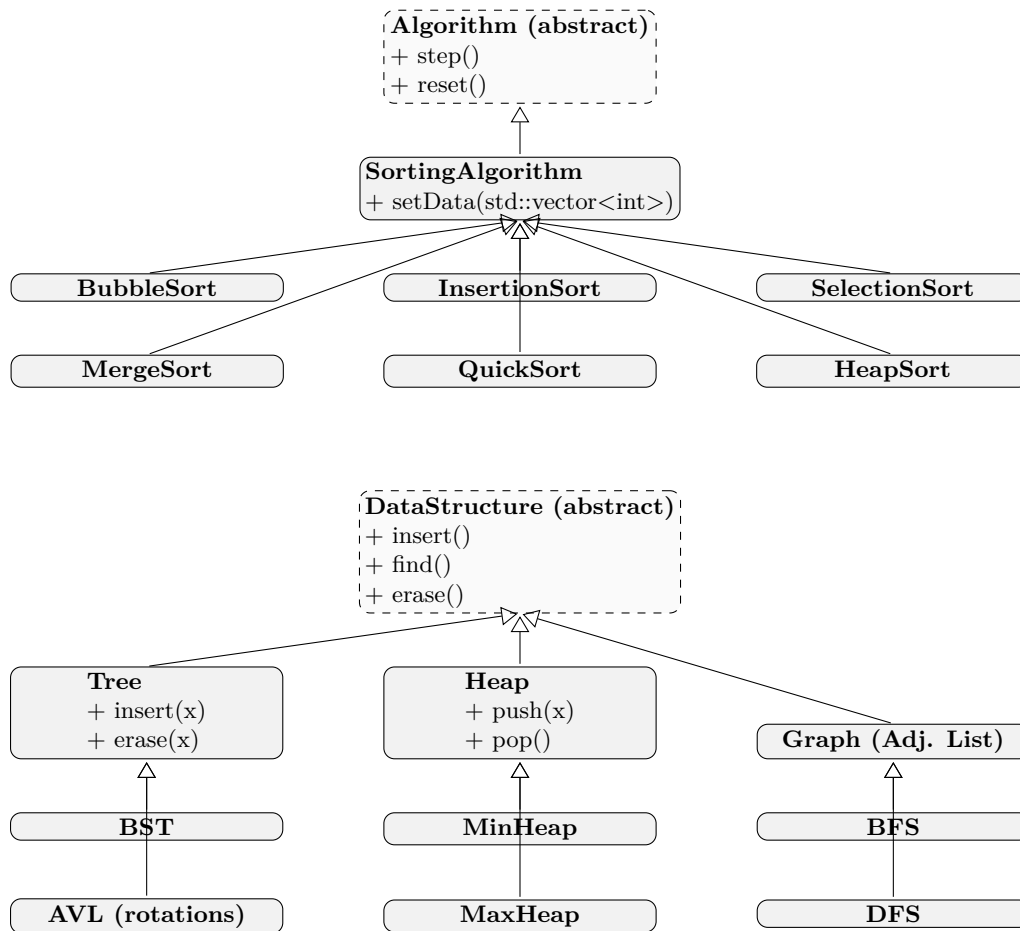 Algorithm (abstract)
+ step()
+ reset()
SortingAlgorithm
+ setData(std::vector<int>)
BubbleSort
InsertionSort
SelectionSort
MergeSort
QuickSort
HeapSort
DataStructure (abstract)
+ insert()
+ find()
+ erase()
Tree
+ insert(x)
+ erase(x)
Heap
+ push(x)
+ pop()
Graph (Adj. List)
BST
MinHeap
BFS
AVL (rotations)
MaxHeap
DFS